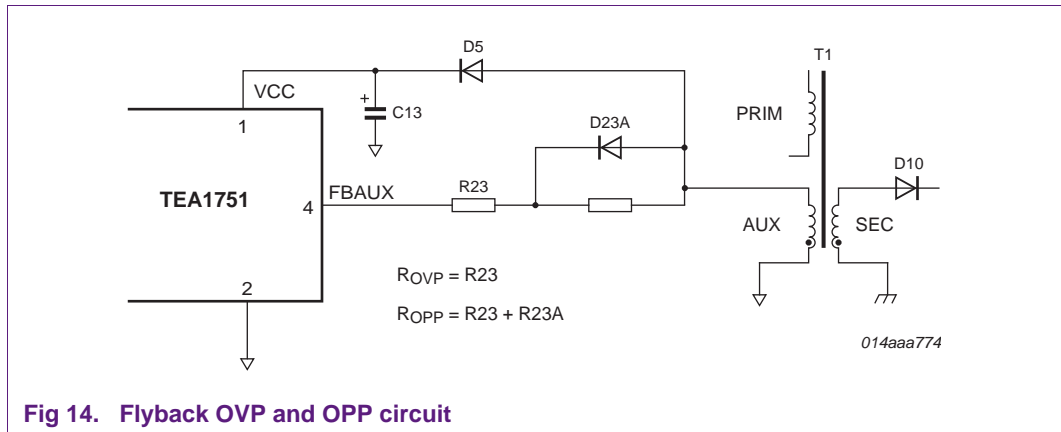 D5
T1
VCC
+
C13
1
PRIM
D23A
D10
TEA1751
FBAUX
R23
4
AUX
SEC
ROVP = R23
2
ROPP = R23 + R23A
014aaa774
Fig 14. Flyback OVP and OPP circuit